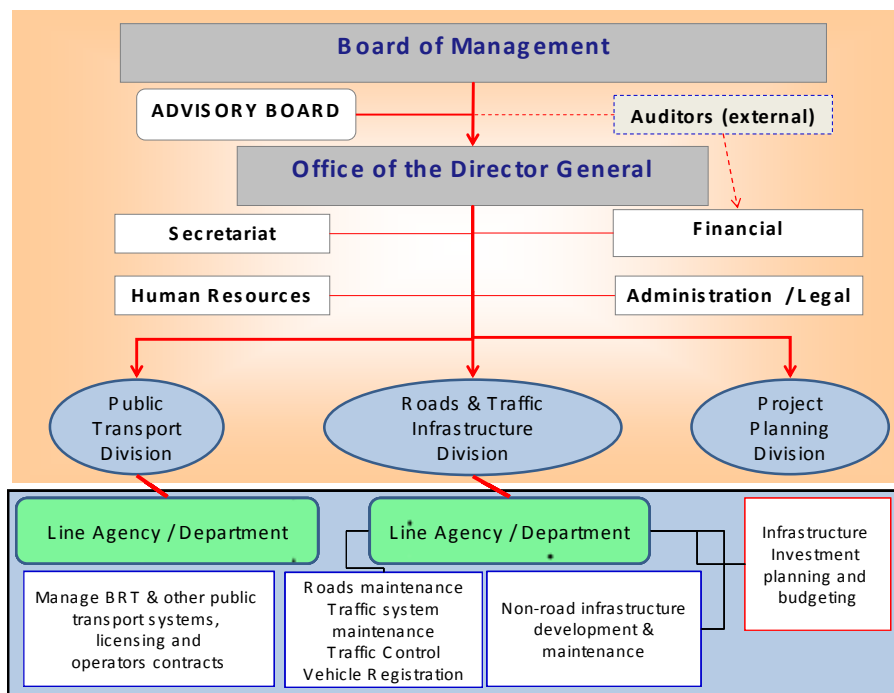 Board of Management
ADVISORY BOARD
Auditors (external)
Office of the Director General
Secretariat
Financial
Human Resources
Administration /Legal
Public
Transport
Division
Roads & Traffic
Infrastructure
Division
Project
Planning
Division
Line Agency /Department
Line Agency /Department
Infrastructure
Investment
planning and
budgeting
Manage BRT & other public
transport systems,
licensing and
operators contracts
Roads maintenance
Traffic system
maintenance
Traffic Control
Vehicle Registration
Non-road infrastructure
development &
maintenance